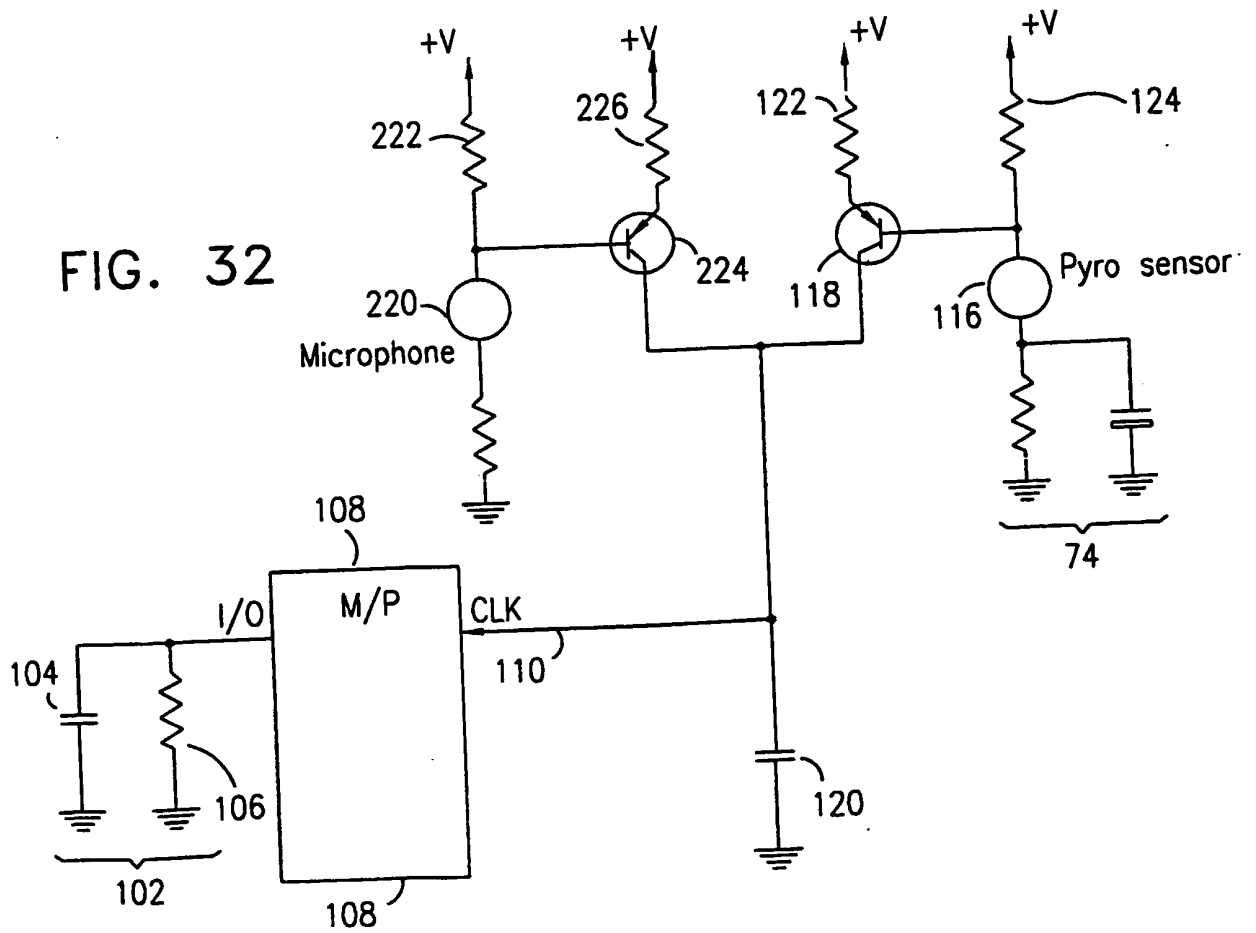 +V
+V
+V
+V
222
226
122
124
FIG. 32
224
118
Pyro sensor
220
116
Microphone
74
108
I/O
M/P
CLK
104
110
106
120
102
108